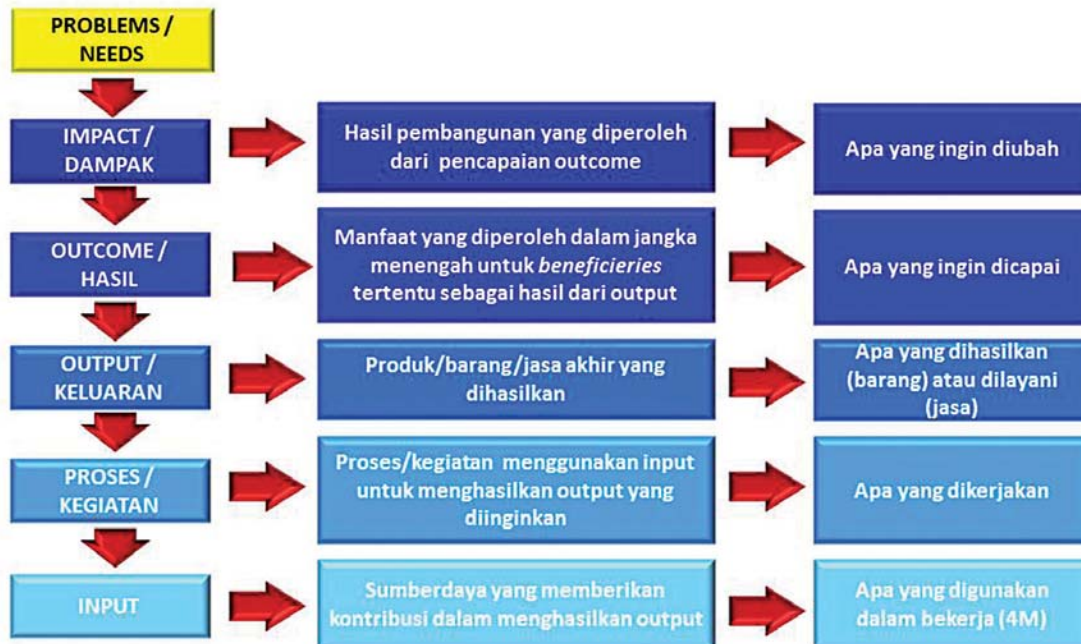 PROBLEMS /
NEEDS
IMPACT /
DAMPAK
Hasil pembangunan yang diperoleh
dari pencapaian outcome
Apa yang ingin diubah
OUTCOME /
HASIL
Manfaat yang diperoleh dalam jangka
menengah untuk beneficieries
tertentu sebagai hasil dari output
Apa yang ingin dicapai
OUTPUT /
KELUARAN
Produk/barang/jasa akhir yang
dihasilkan
Apa yang dihasilkan
(barang) atau dilayani
(jasa)
PROSES /
KEGIATAN
Proses/kegiatan menggunakan input
untuk menghasilkan output yang
diinginkan
Apa yang dikerjakan
INPUT
Sumberdaya yang memberikan
kontribusi dalam menghasilkan output
Apa yang digunakan
dalam bekerja (4M)